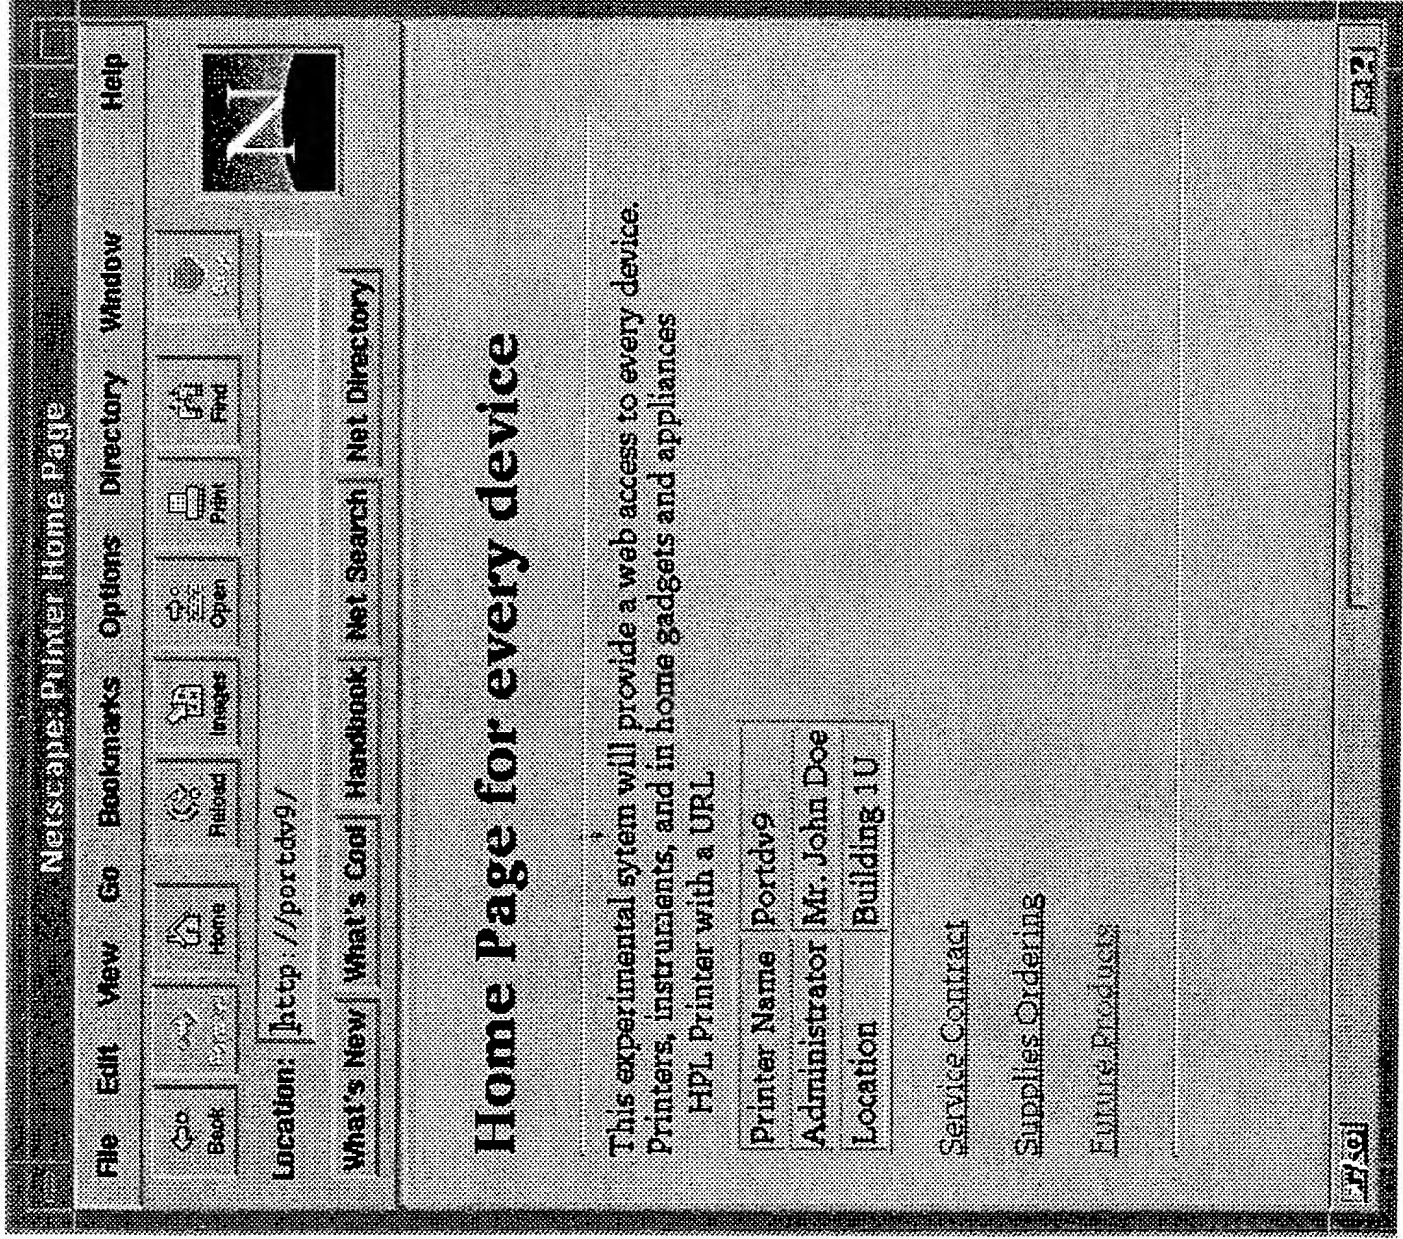 Netscape: Printer Home Page
File Edit View Go Bookmarks Options Directory Window Help
Back Home Reload Images Open Print Find
N
Location: http://portdv9/
What's New What's Cool Handbook Net Search Net Directory
Home Page for every device
This experimental sytem will provide a web access to every device.
Printers, instruments, and in home gadgets and appliances
HPL Printer with a URL
Printer Name Portdv9
Administrator Mr. John Doe
Location Building 1U
Service Contract
Supplies Ordering
Future Products
?